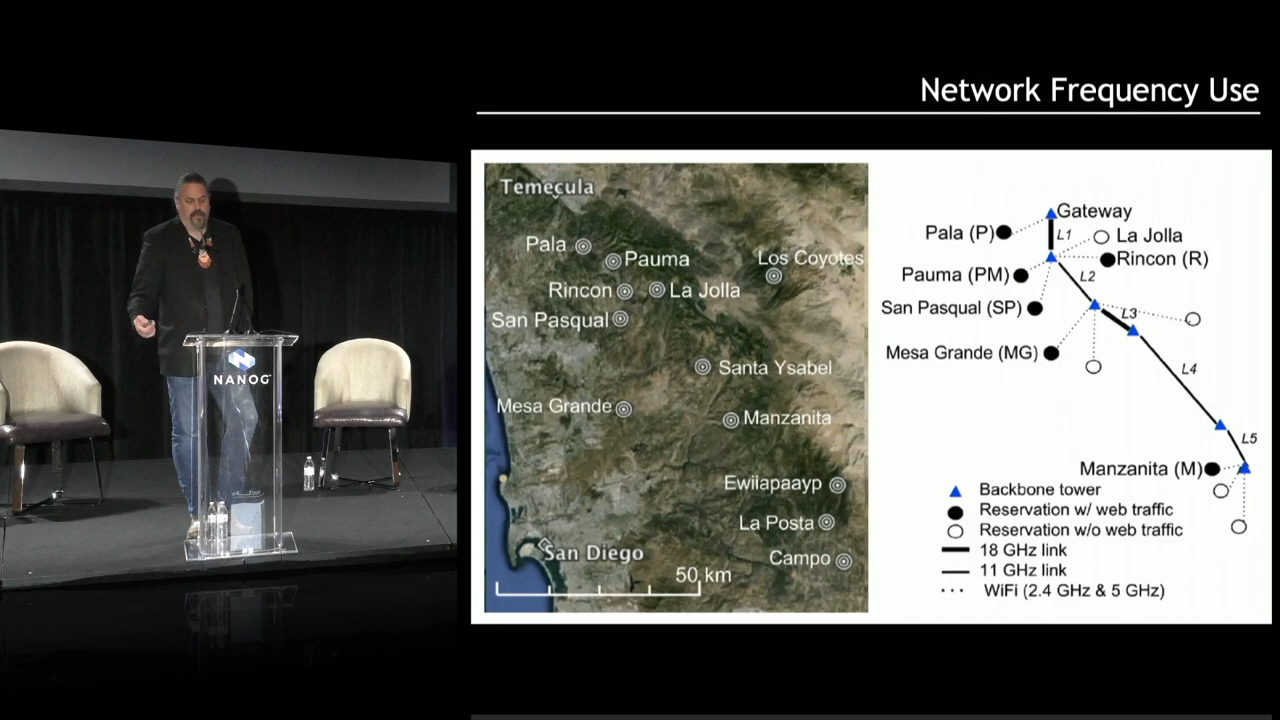 Network Frequency Use
Temecula
Pala
Pauma
Los Coyotes
Rincon
La Jolla
San Pasqual
Santa Ysabel
Mesa Grande
Manzanita
Ewiiapaayp
La Posta
San Diego
Campo
50 km
Gateway
Pala (P)
L1
La Jolla
Rincon (R)
Pauma (PM)
L2
San Pasqual (SP)
L3
Mesa Grande (MG)
L4
L5
Manzanita (M)
Backbone tower
Reservation w/ web traffic
Reservation w/o web traffic
18 GHz link
11 GHz link
WiFi (2.4 GHz & 5 GHz)
NANOG™